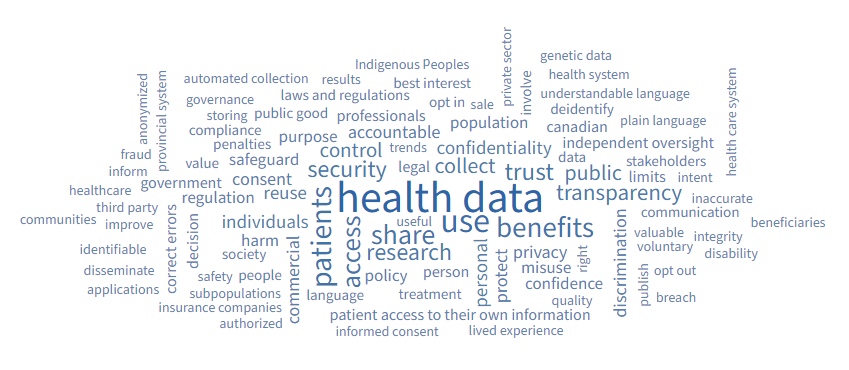 Indigenous Peoples
private sector
genetic data
automated collection
results
best interest
involve
health system
anonymized
provincial system
governance
laws and regulations
opt in
sale
understandable language
health care system
storing
public good
professionals
population
deidentify
compliance
purpose
accountable
canadian
plain language
penalties
control
trends
confidentiality
independent oversight
fraud
value
safeguard
security
legal
collect
trust
data
public
stakeholders
inform
government
consent
limits
intent
healthcare
regulation
reuse
patients
health data
transparency
inaccurate
third party
communities
improve
correct errors
decision
individuals
access
useful
use
benefits
discrimination
communication
valuable
beneficiaries
identifiable
harm
society
commercial
share
research
personal
protect
privacy
right
voluntary
integrity
disability
disseminate
safety
people
policy
person
misuse
confidence
publish
opt out
applications
subpopulations
language
treatment
quality
breach
insurance companies
authorized
patient access to their own information
informed consent
lived experience